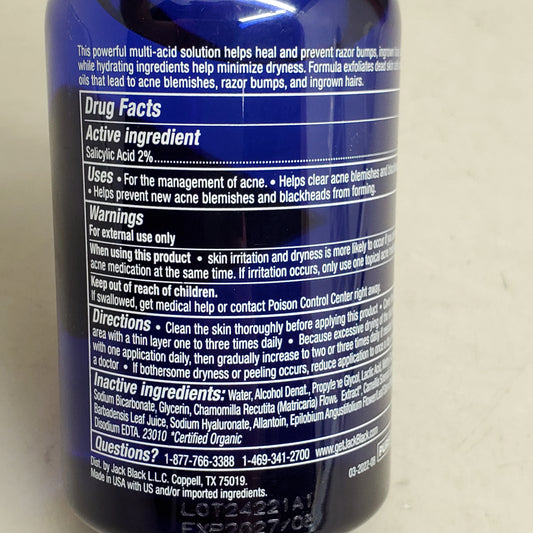 This powerful multi-acid solution helps heal and prevent razor bumps, ingrown
while hydrating ingredients help minimize dryness. Formula exfoliates dead skin
oils that lead to acne blemishes, razor bumps, and ingrown hairs.
Drug Facts
Active ingredient
Salicylic Acid 2%
Uses • For the management of acne. • Helps clear acne blemishes and
• Helps prevent new acne blemishes and blackheads from forming.
Warnings
For external use only
When using this product • skin irritation and dryness is more likely to occur if you
acne medication at the same time. If irritation occurs, only use one topical acne
Keep out of reach of children.
If swallowed, get medical help or contact Poison Control Center right away.
Directions • Clean the skin thoroughly before applying this product •
area with a thin layer one to three times daily • Because excessive drying of the
with one application daily, then gradually increase to two or three times daily if
a doctor • If bothersome dryness or peeling occurs, reduce application to once
Inactive ingredients: Water, Alcohol Denat., Propylene Glycol, Lactic Acid,
Sodium Bicarbonate, Glycerin, Chamomilla Recutita (Matricaria) Flower Extract*,
Barbadensis Leaf Juice, Sodium Hyaluronate, Allantoin, Epilobium Angustifolium
Disodium EDTA. 23010 *Certified Organic
Questions? 1-877-766-3388 1-469-341-2700 www.getJackBlack.com
Dist. by Jack Black L.L.C. Coppell, TX 75019.
Made in USA with US and/or imported ingredients.
03-2022-08
LOT24221A1
EXP2027/08